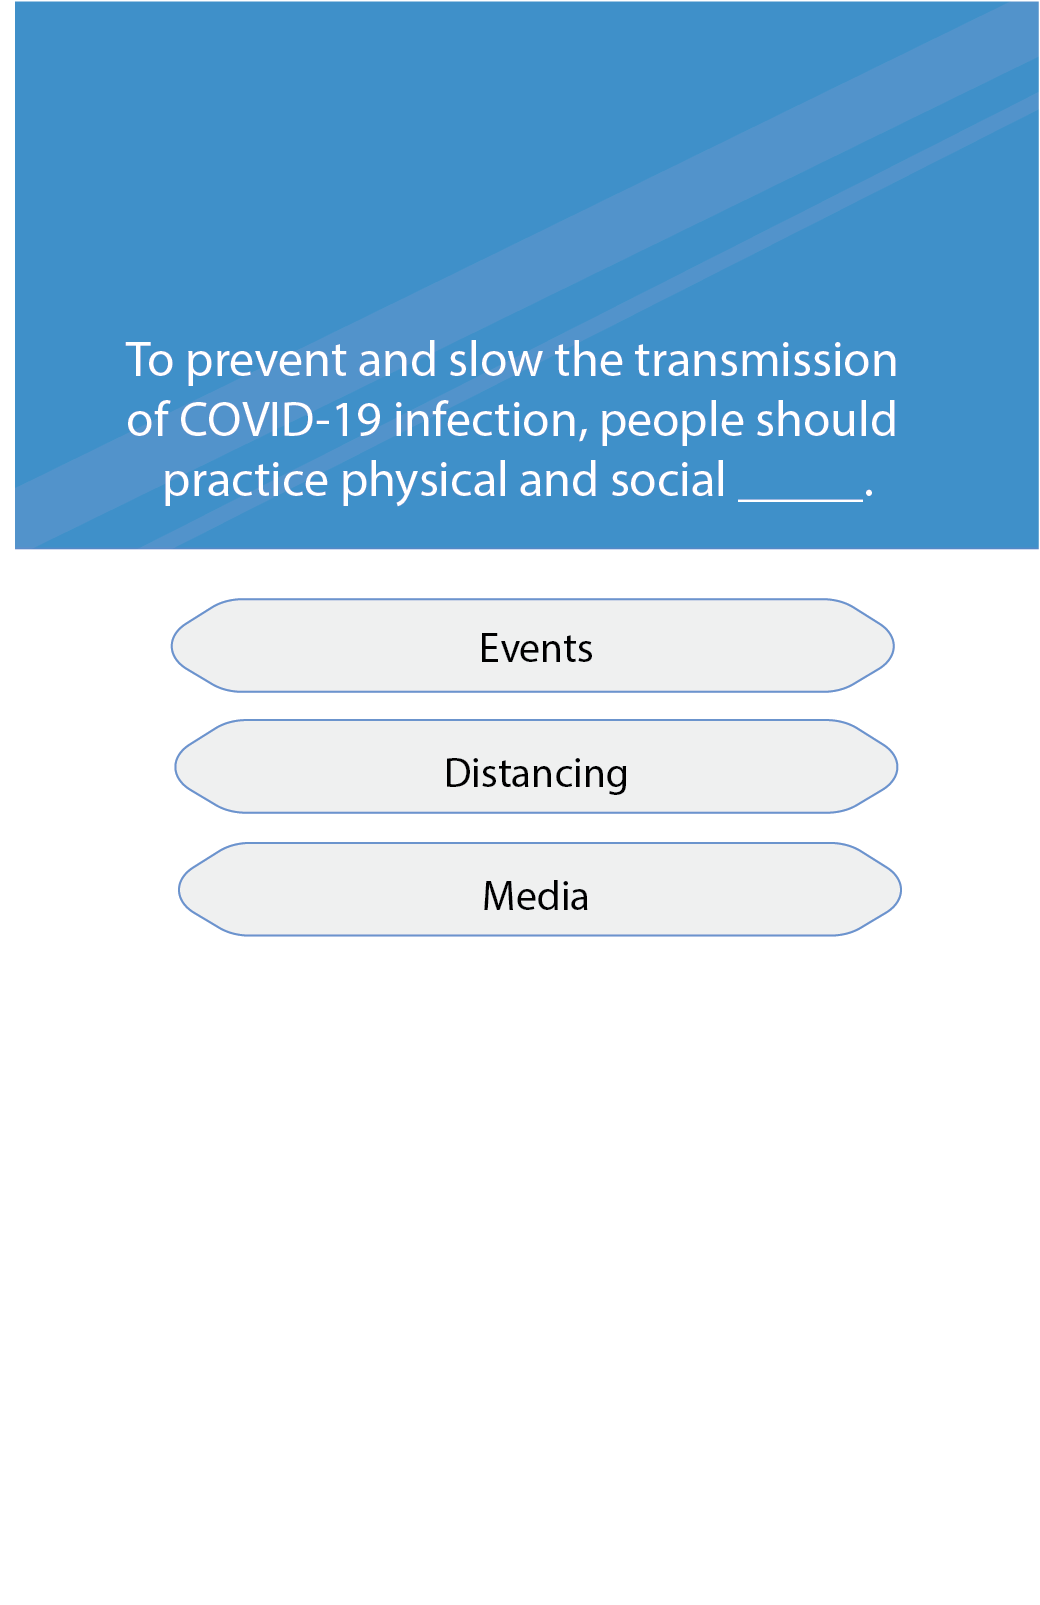 To prevent and slow the transmission
of COVID-19 infection, people should
practice physical and social _____.
Events
Distancing
Media